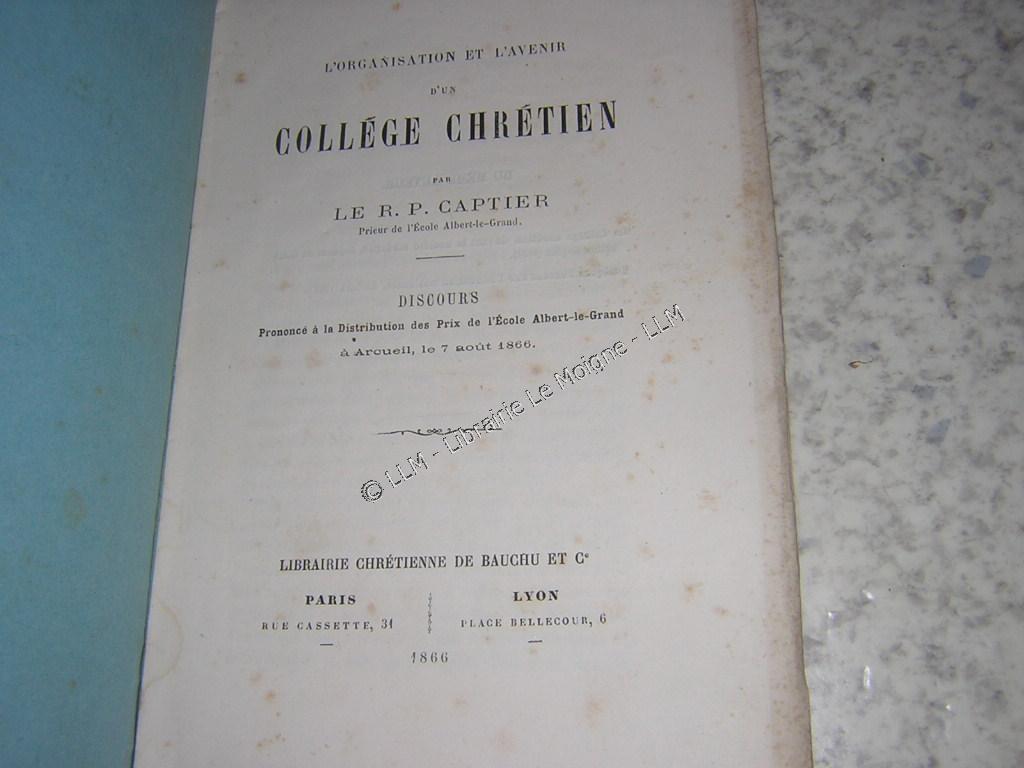 L'ORGANISATION ET L'AVENIR
D'UN
COLLÉGE CHRÉTIEN
PAR
LE R. P. CAPTIER
Prieur de l'École Albert-le-Grand.
DISCOURS
Prononcé à la Distribution des Prix de l'École Albert-le-Grand
à Arcueil, le 7 août 1866.
© LLM - Librairie Le Moigne - LLM
LIBRAIRIE CHRÉTIENNE DE BAUCHU ET Cᵉ
PARIS
RUE CASSETTE, 31
LYON
PLACE BELLECOUR, 6
1866